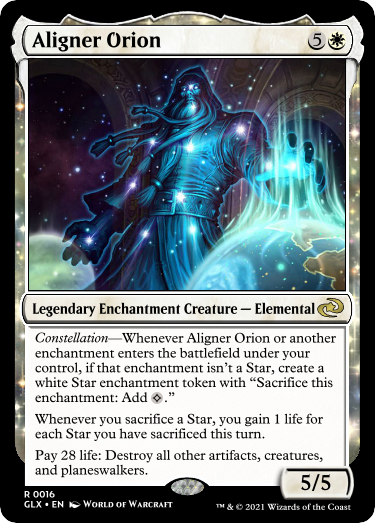 Aligner Orion 5
Legendary Enchantment Creature — Elemental
Constellation—Whenever Aligner Orion or another
enchantment enters the battlefield under your
control, if that enchantment isn't a Star, create a
white Star enchantment token with “Sacrifice this
enchantment: Add .”
Whenever you sacrifice a Star, you gain 1 life for
each Star you have sacrificed this turn.
Pay 28 life: Destroy all other artifacts, creatures,
and planeswalkers.
5/5
R 0016
GLX • EN World of Warcraft
™ & © 2021 Wizards of the Coast